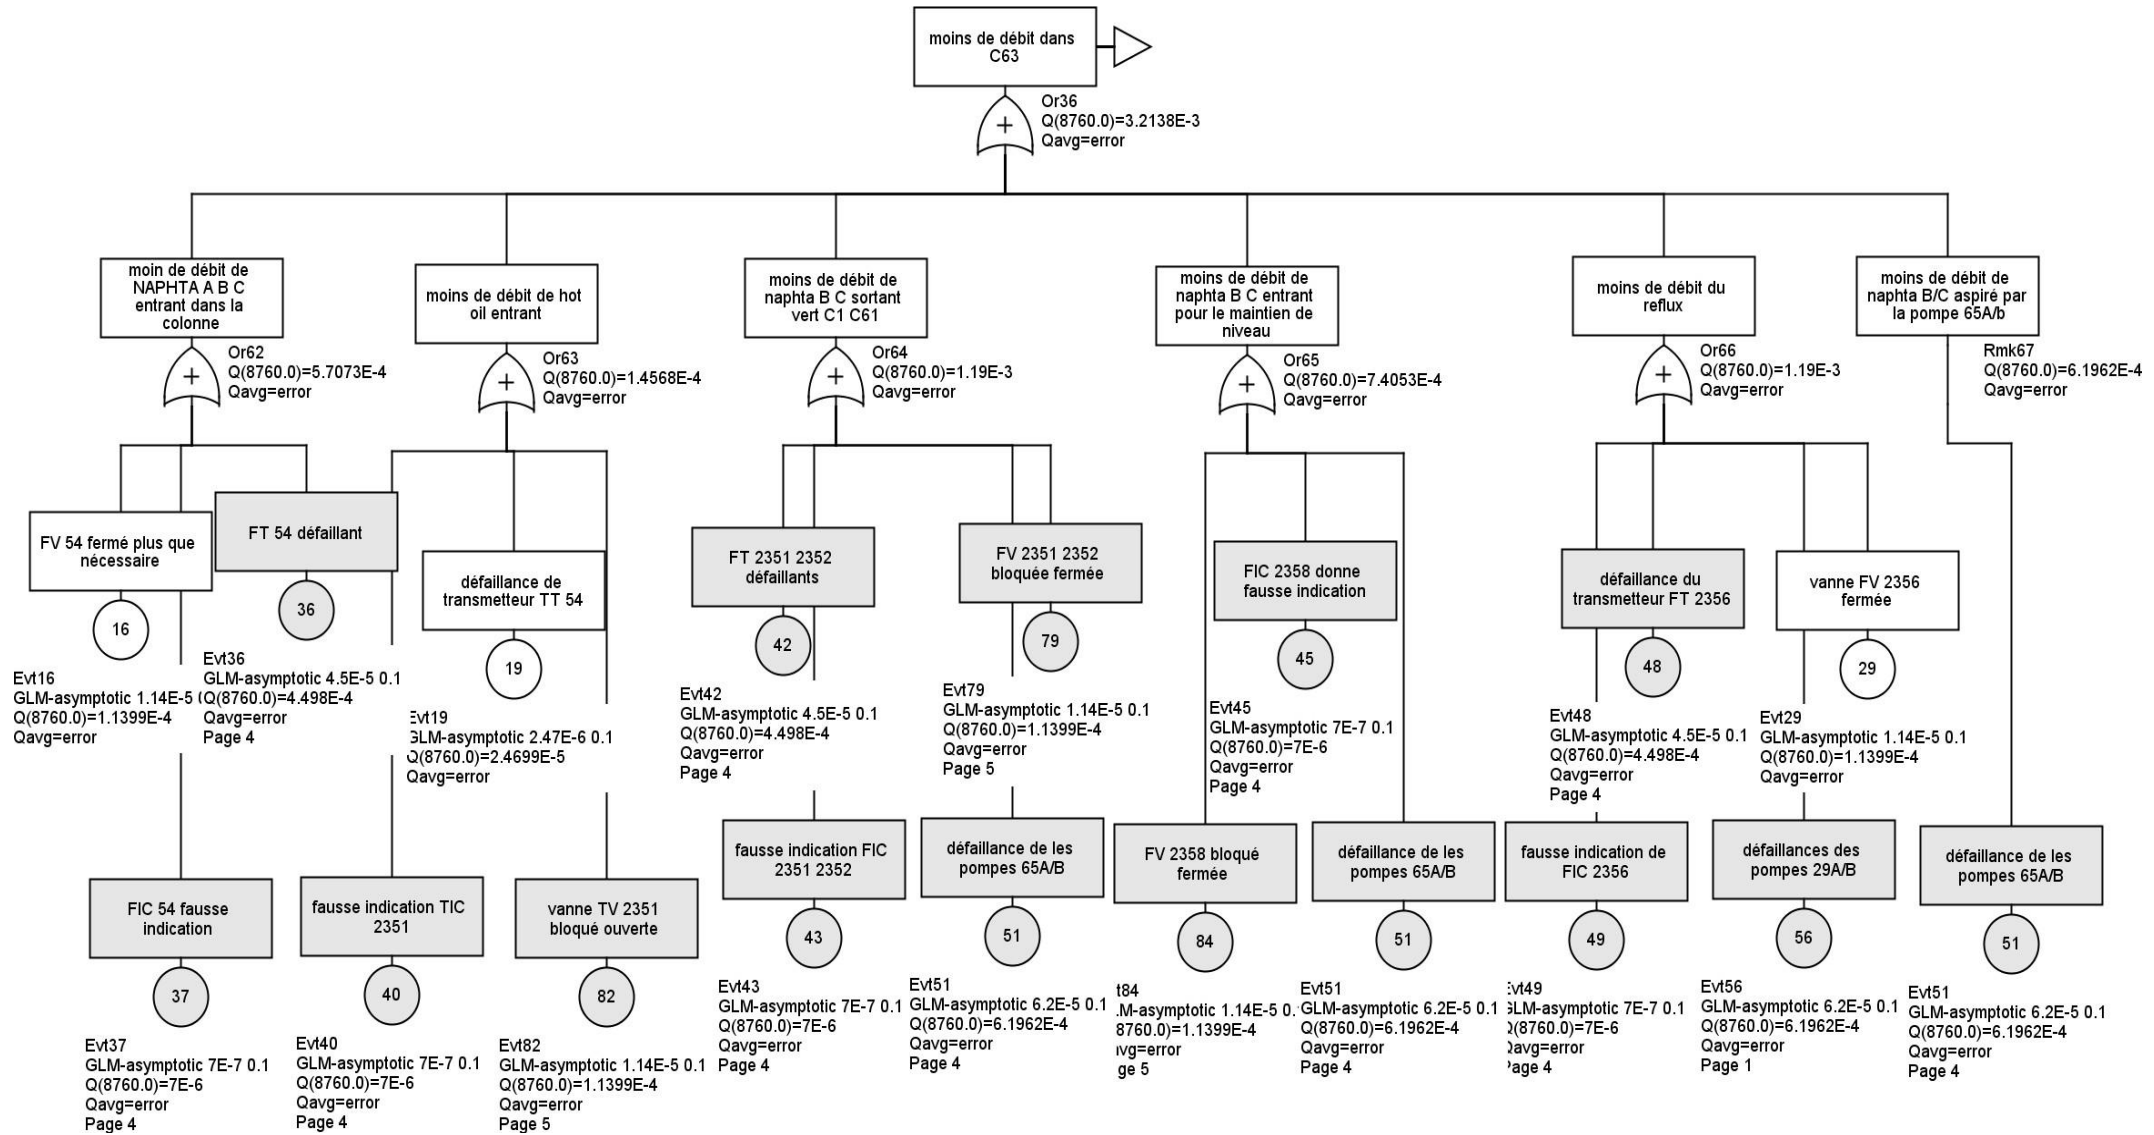 moins de débit dans
C63
Or36
Q(8760.0)=3.2138E-3
Qavg=error
+
moin de débit de
NAPHTA A B C
entrant dans la
colonne
Or62
Q(8760.0)=5.7073E-4
Qavg=error
+
moins de débit de hot
oil entrant
Or63
Q(8760.0)=1.4568E-4
Qavg=error
+
moins de débit de
naphta B C sortant
vert C1 C61
Or64
Q(8760.0)=1.19E-3
Qavg=error
+
moins de débit de
naphta B C entrant
pour le maintien de
niveau
Or65
Q(8760.0)=7.4053E-4
Qavg=error
+
moins de débit du
reflux
Or66
Q(8760.0)=1.19E-3
Qavg=error
+
moins de débit de
naphta B/C aspiré par
la pompe 65A/b
Rmk67
Q(8760.0)=6.1962E-4
Qavg=error
FV 54 fermé plus que
nécessaire
16
Evt16
GLM-asymptotic 1.14E-5 (
Q(8760.0)=1.1399E-4
Qavg=error
FT 54 défaillant
36
Evt36
GLM-asymptotic 4.5E-5 0.1
Q(8760.0)=4.498E-4
Qavg=error
Page 4
défaillance de
transmetteur TT 54
19
Evt19
GLM-asymptotic 2.47E-6 0.1
Q(8760.0)=2.4699E-5
Qavg=error
FT 2351 2352
défaillants
42
Evt42
GLM-asymptotic 4.5E-5 0.1
Q(8760.0)=4.498E-4
Qavg=error
Page 4
FV 2351 2352
bloquée fermée
79
Evt79
GLM-asymptotic 1.14E-5 0.1
Q(8760.0)=1.1399E-4
Qavg=error
Page 5
FIC 2358 donne
fausse indication
45
Evt45
GLM-asymptotic 7E-7 0.1
Q(8760.0)=7E-6
Qavg=error
Page 4
défaillance du
transmetteur FT 2356
48
Evt48
GLM-asymptotic 4.5E-5 0.1
Q(8760.0)=4.498E-4
Qavg=error
Page 4
vanne FV 2356
fermée
29
Evt29
GLM-asymptotic 1.14E-5 0.1
Q(8760.0)=1.1399E-4
Qavg=error
FIC 54 fausse
indication
37
Evt37
GLM-asymptotic 7E-7 0.1
Q(8760.0)=7E-6
Qavg=error
Page 4
fausse indication TIC
2351
40
Evt40
GLM-asymptotic 7E-7 0.1
Q(8760.0)=7E-6
Qavg=error
Page 4
vanne TV 2351
bloqué ouverte
82
Evt82
GLM-asymptotic 1.14E-5 0.1
Q(8760.0)=1.1399E-4
Qavg=error
Page 5
fausse indication FIC
2351 2352
43
Evt43
GLM-asymptotic 7E-7 0.1
Q(8760.0)=7E-6
Qavg=error
Page 4
défaillance de les
pompes 65A/B
51
Evt51
GLM-asymptotic 6.2E-5 0.1
Q(8760.0)=6.1962E-4
Qavg=error
Page 4
FV 2358 bloqué
fermée
84
t84
.M-asymptotic 1.14E-5 0.
8760.0)=1.1399E-4
vg=error
ge 5
défaillance de les
pompes 65A/B
51
Evt51
GLM-asymptotic 6.2E-5 0.1
Q(8760.0)=6.1962E-4
Qavg=error
Page 4
fausse indication de
FIC 2356
49
Evt49
GLM-asymptotic 7E-7 0.1
Q(8760.0)=7E-6
Qavg=error
Page 4
défaillances des
pompes 29A/B
56
Evt56
GLM-asymptotic 6.2E-5 0.1
Q(8760.0)=6.1962E-4
Qavg=error
Page 1
défaillance de les
pompes 65A/B
51
Evt51
GLM-asymptotic 6.2E-5 0.1
Q(8760.0)=6.1962E-4
Qavg=error
Page 4